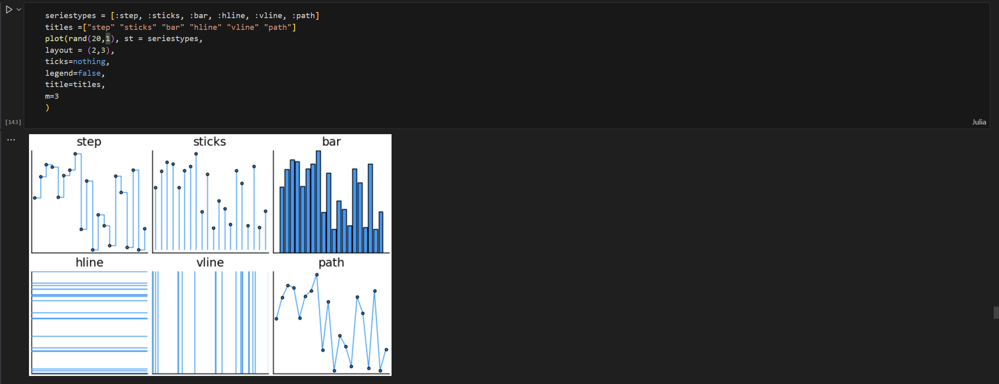 seriestypes = [:step, :sticks, :bar, :hline, :vline, :path]
titles =["step" "sticks" "bar" "hline" "vline" "path"]
plot(rand(20,1), st = seriestypes,
layout = (2,3),
ticks=nothing,
legend=false,
title=titles,
m=3
)
[143]
Julia
step
sticks
bar
hline
vline
path